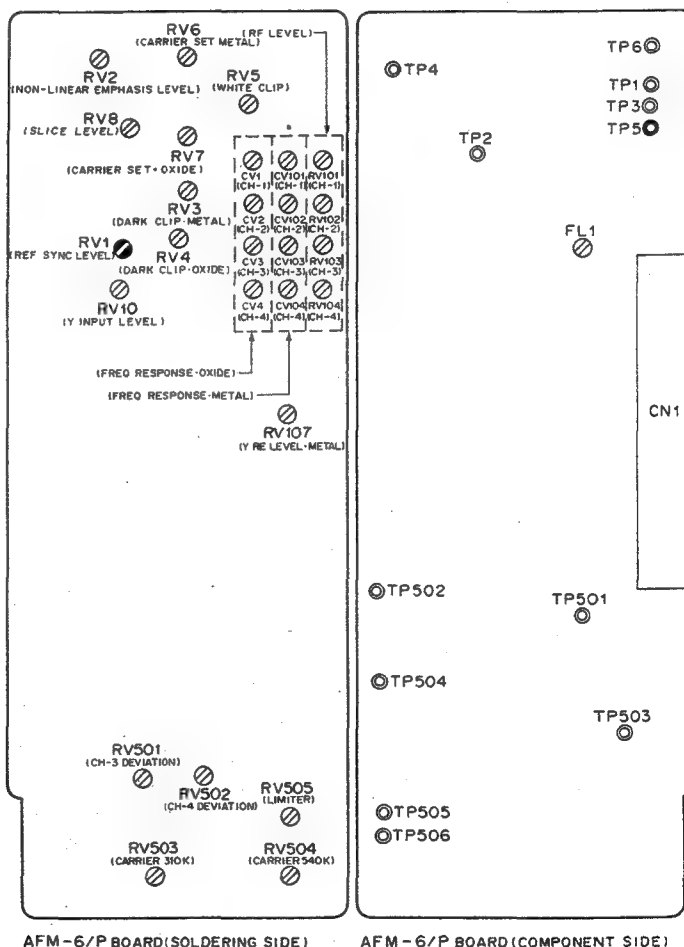 RV6
(CARRIER SET METAL)
(RF LEVEL)
RV2
(NON-LINEAR EMPHASIS LEVEL)
RV5
(WHITE CLIP)
RV8
(SLICE LEVEL)
RV7
(CARRIER SET·OXIDE)
CV1
(CH-1)
CV101
(CH-1)
RV101
(CH-1)
RV3
(DARK CLIP·METAL)
CV2
(CH-2)
CV102
(CH-2)
RV102
(CH-2)
RV1
(REF SYNC LEVEL)
RV4
(DARK CLIP·OXIDE)
CV3
(CH-3)
CV103
(CH-3)
RV103
(CH-3)
RV10
(Y INPUT LEVEL)
CV4
(CH-4)
CV104
(CH-4)
RV104
(CH-4)
(FREQ RESPONSE·OXIDE)
(FREQ RESPONSE·METAL)
RV107
(Y RE LEVEL·METAL)
RV501
(CH-3 DEVIATION)
RV502
(CH-4 DEVIATION)
RV505
(LIMITER)
RV503
(CARRIER 310K)
RV504
(CARRIER 540K)
AFM-6/P BOARD (SOLDERING SIDE)
TP6
TP4
TP1
TP3
TP5
TP2
FL1
CN1
TP502
TP501
TP504
TP503
TP505
TP506
AFM-6/P BOARD (COMPONENT SIDE)